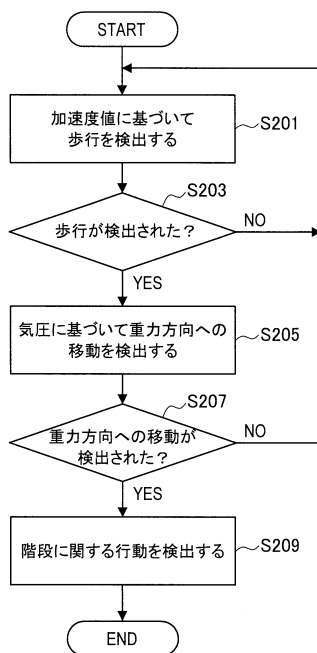 START
加速度値に基づいて
歩行を検出する
S201
S203
歩行が検出された？
NO
YES
気圧に基づいて重力方向への
移動を検出する
S205
S207
重力方向への移動が
検出された？
NO
YES
階段に関する行動を検出する
S209
END